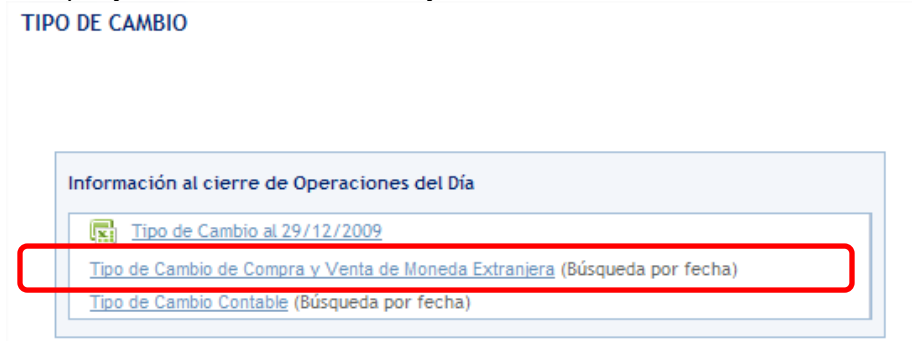 TIPO DE CAMBIO
Información al cierre de Operaciones del Día
Tipo de Cambio al 29/12/2009
Tipo de Cambio de Compra y Venta de Moneda Extranjera (Búsqueda por fecha)
Tipo de Cambio Contable (Búsqueda por fecha)